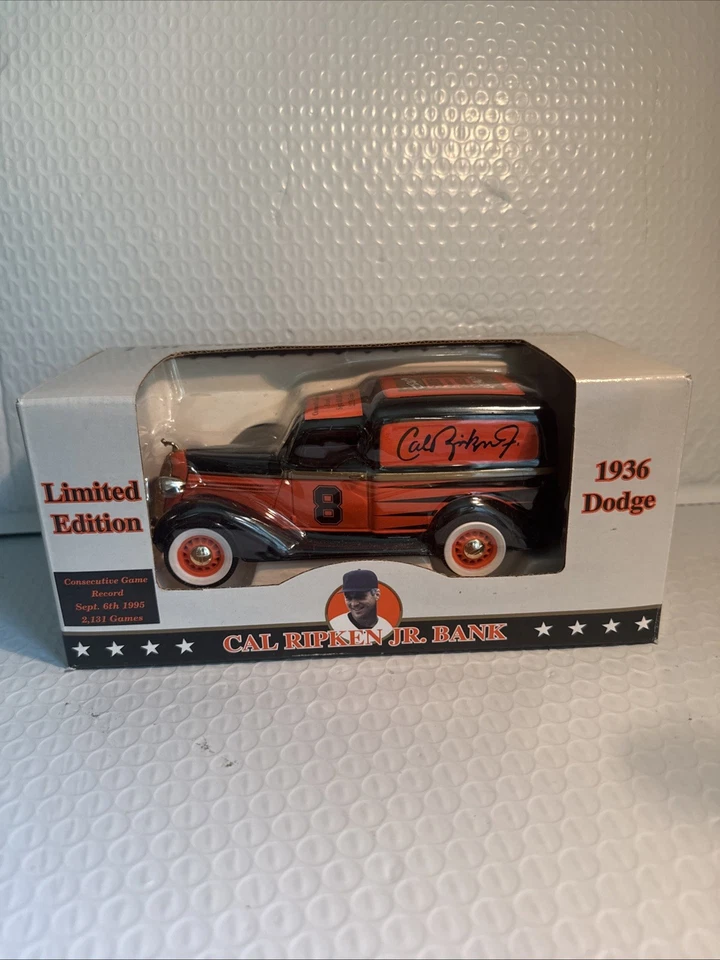 Cal Ripken Jr.
8
Limited
Edition
1936
Dodge
Consecutive Game
Record
Sept. 6th 1995
2,131 Games
CAL RIPKEN JR. BANK